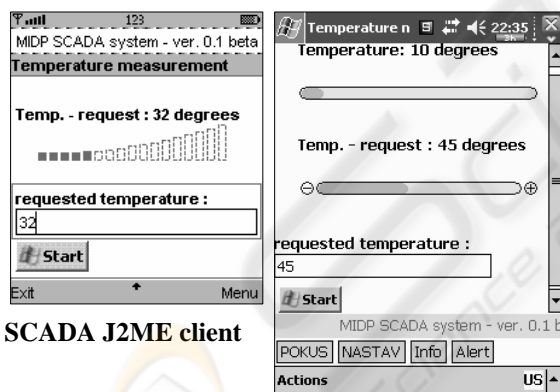 123
MIDP SCADA system - ver. 0.1 beta
Temperature measurement
Temp. - request : 32 degrees
requested temperature :
32
Start
Exit
Menu
SCADA J2ME client
Temperature n
22:35
Temperature: 10 degrees
Temp. - request : 45 degrees
requested temperature :
45
Start
MIDP SCADA system - ver. 0.1 b
POKUS NASTAV Info Alert
Actions
US